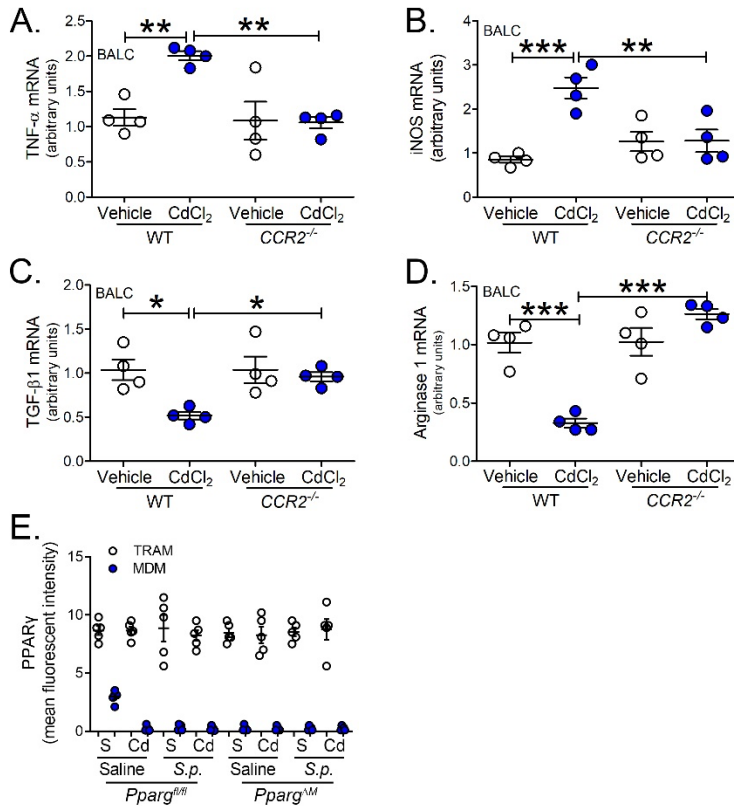 A.
TNF-α mRNA
(arbitrary units)
BALC
**
**
2.5
2.0
1.5
1.0
0.5
0.0
Vehicle CdCl₂ Vehicle CdCl₂
WT CCR2⁻/⁻
B.
iNOS mRNA
(arbitrary units)
BALC
***
**
4
3
2
1
0
Vehicle CdCl₂ Vehicle CdCl₂
WT CCR2⁻/⁻
C.
TGF-β1 mRNA
(arbitrary units)
BALC
*
*
2.0
1.5
1.0
0.5
0.0
Vehicle CdCl₂ Vehicle CdCl₂
WT CCR2⁻/⁻
D.
Arginase 1 mRNA
(arbitrary units)
BALC
***
***
1.5
1.0
0.5
0.0
Vehicle CdCl₂ Vehicle CdCl₂
WT CCR2⁻/⁻
E.
PPARγ
(mean fluorescent intensity)
TRAM
MDM
15
10
5
0
S Cd S Cd S Cd S Cd
Saline S.p. Saline S.p.
Ppargᶠˡ/ᶠˡ Pparg^ΔM